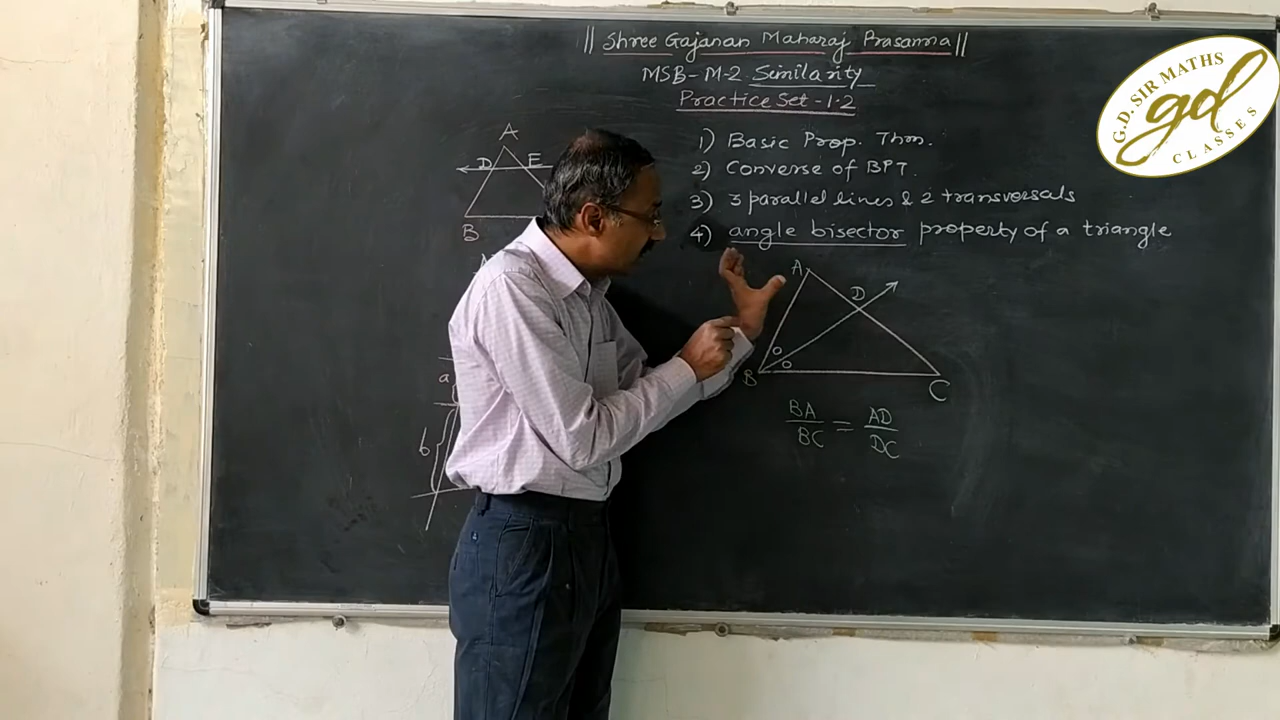 || Shree Gajanan Maharaj Prasanna ||
MSB - M-2 Similarity
Practice Set - 1.2
1) Basic Prop. Thm.
2) Converse of BPT.
3) 3 parallel lines & 2 transversals
4) angle bisector property of a triangle
A
D E
B
a
b
A
D
B
C
BA/BC = AD/DC
G.D. SIR MATHS
gd
CLASSES